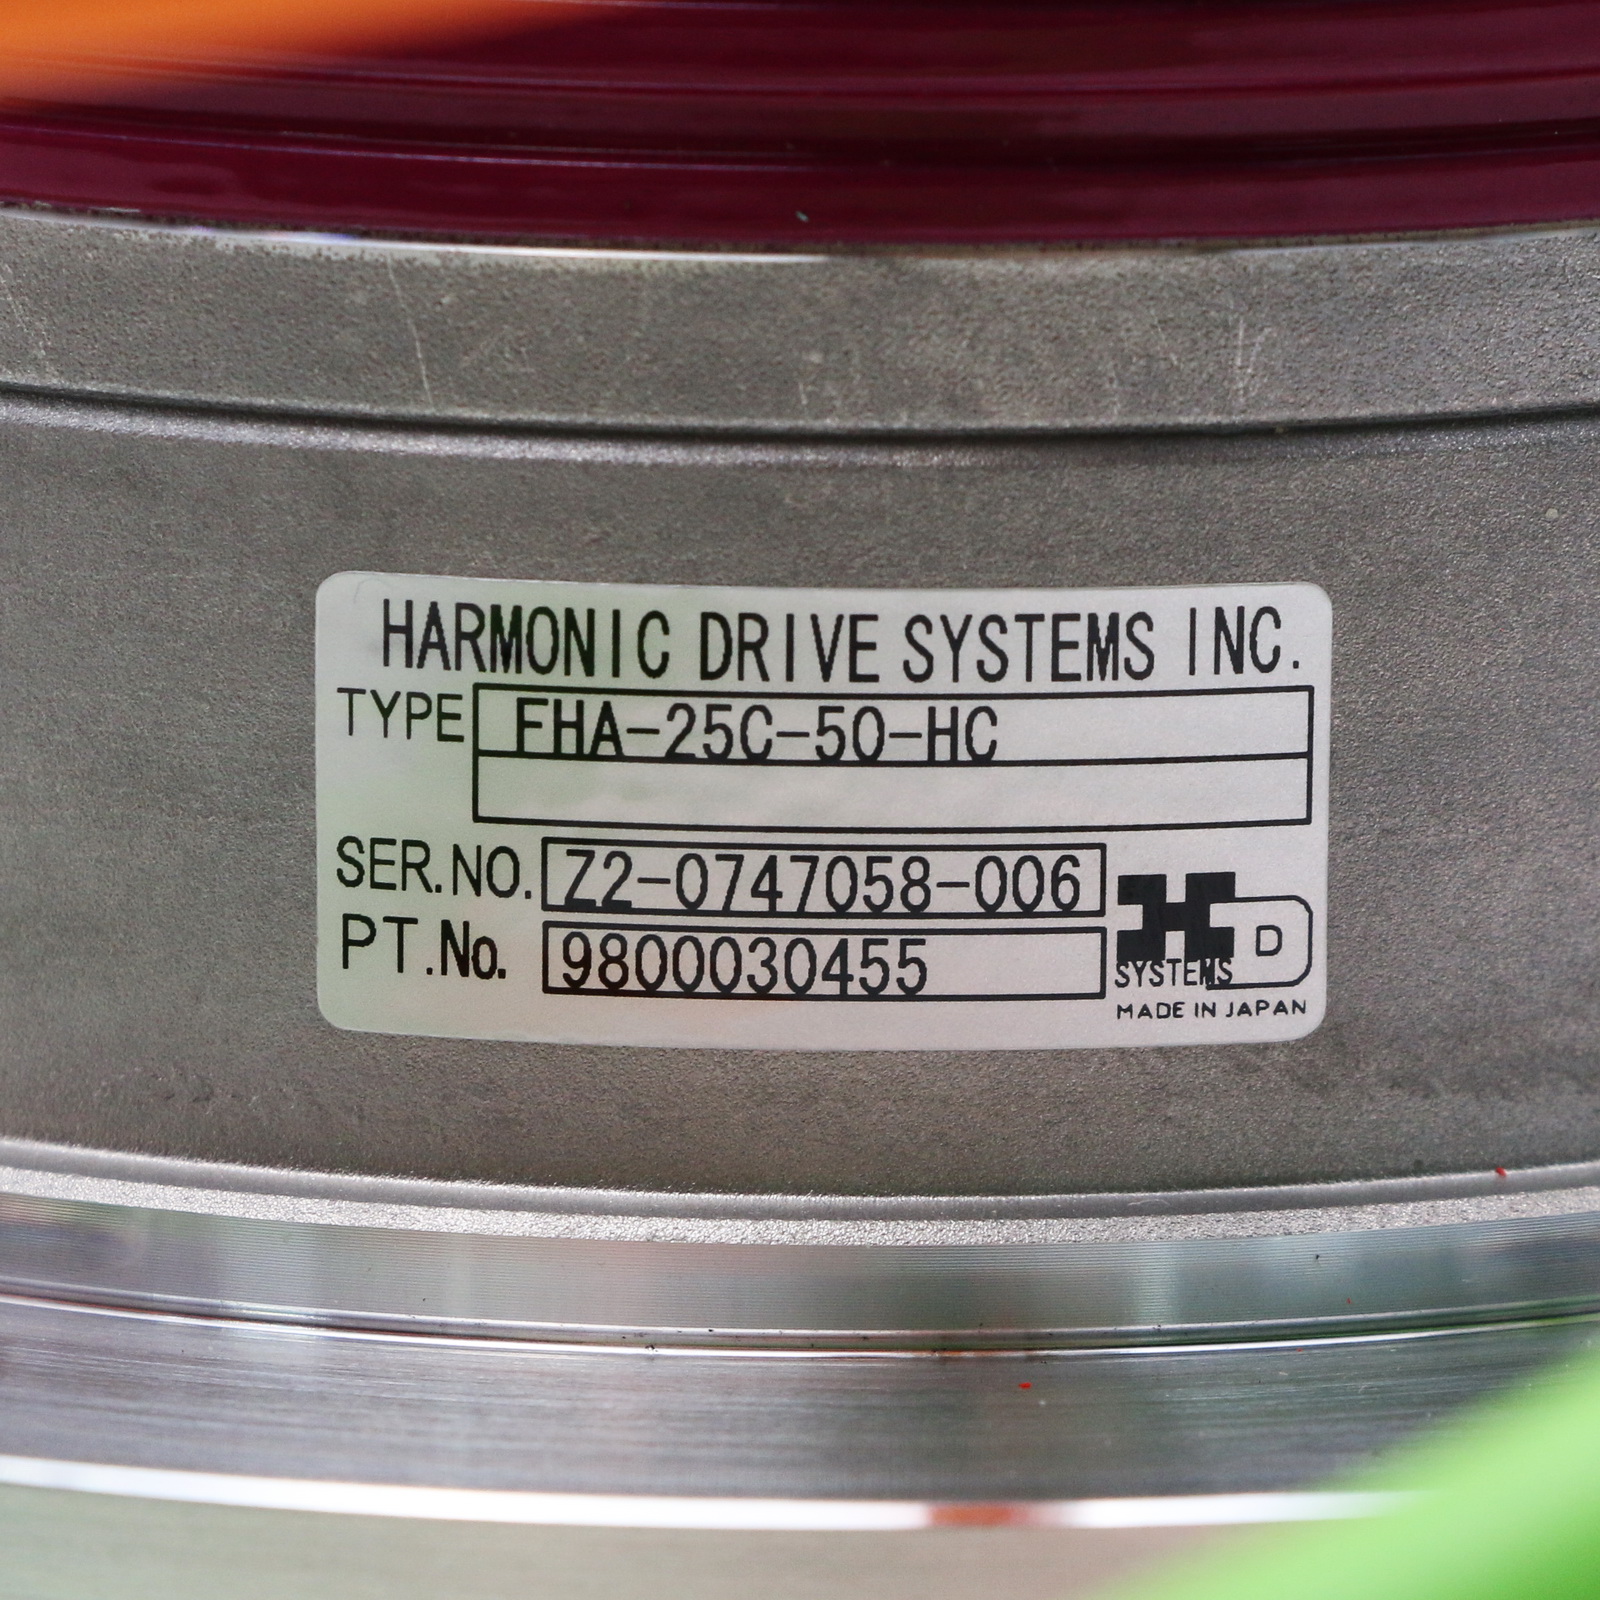 HARMONIC DRIVE SYSTEMS INC.
TYPE FHA-25C-50-HC
SER.NO. Z2-0747058-006
PT.No. 9800030455
H D
SYSTEMS
MADE IN JAPAN